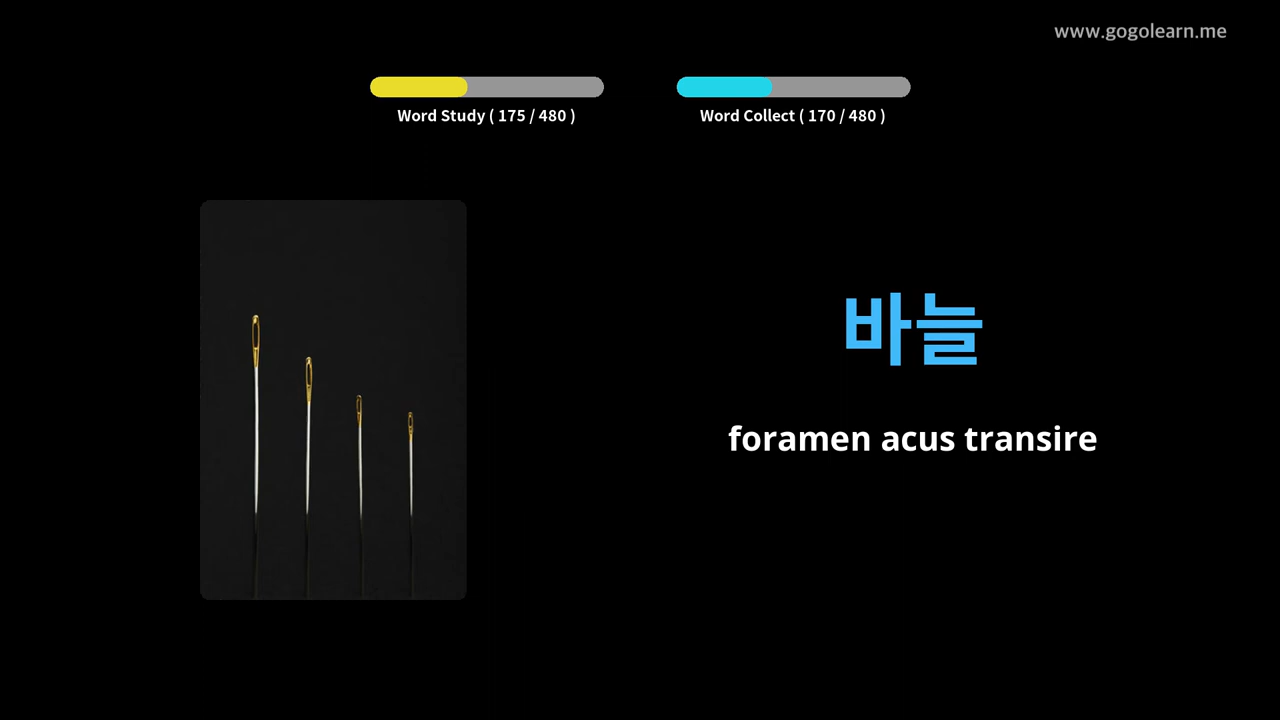 www.gogolearn.me
Word Study ( 175 / 480 )
Word Collect ( 170 / 480 )
바늘
foramen acus transire